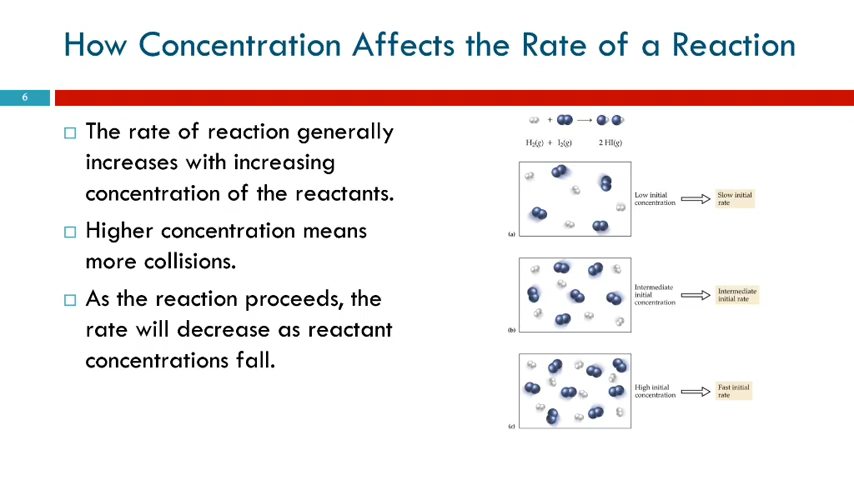 How Concentration Affects the Rate of a Reaction
6
□ The rate of reaction generally
increases with increasing
concentration of the reactants.
□ Higher concentration means
more collisions.
□ As the reaction proceeds, the
rate will decrease as reactant
concentrations fall.
+ ⟶
H₂(g) + I₂(g) 2 HI(g)
Low initial
concentration
Slow initial
rate
(a)
Intermediate
initial
concentration
Intermediate
initial rate
(b)
High initial
concentration
Fast initial
rate
(c)